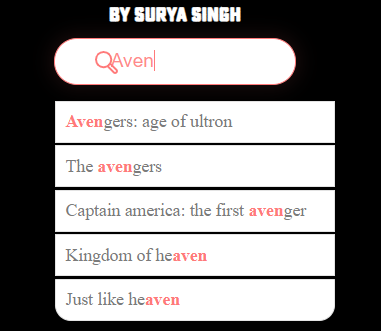 BY SURYA SINGH
Aven
Avengers: age of ultron
The avengers
Captain america: the first avenger
Kingdom of heaven
Just like heaven